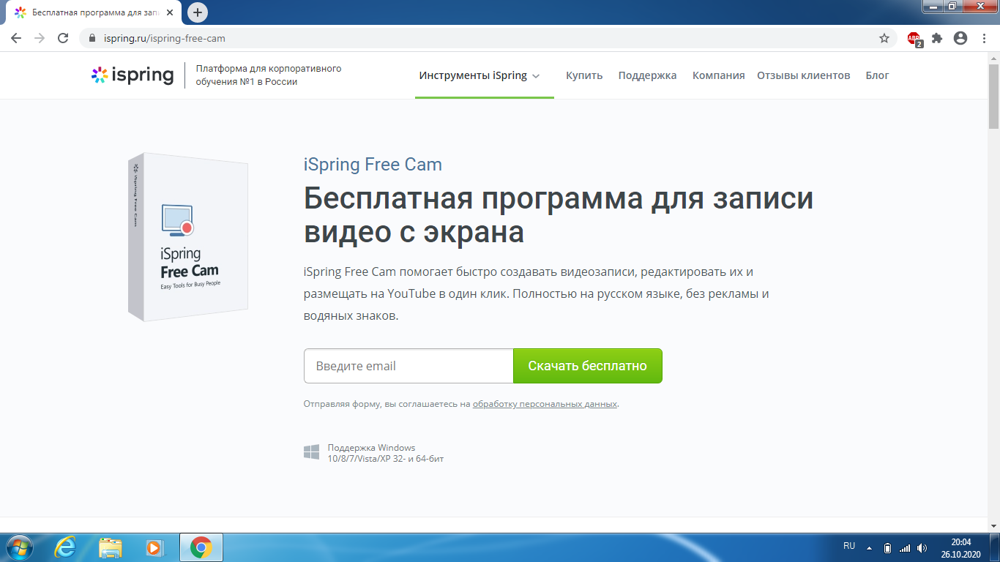 Бесплатная программа для запи
ispring.ru/ispring-free-cam
ABP
2
ispring
Платформа для корпоративного
обучения №1 в России
Инструменты iSpring
Купить
Поддержка
Компания
Отзывы клиентов
Блог
iSpring Free Cam
iSpring
Free Cam
Easy Tools for Busy People
iSpring Free Cam
Бесплатная программа для записи
видео с экрана
iSpring Free Cam помогает быстро создавать видеозаписи, редактировать их и
размещать на YouTube в один клик. Полностью на русском языке, без рекламы и
водяных знаков.
Введите email
Скачать бесплатно
Отправляя форму, вы соглашаетесь на обработку персональных данных.
Поддержка Windows
10/8/7/Vista/XP 32- и 64-бит
RU
20:04
26.10.2020